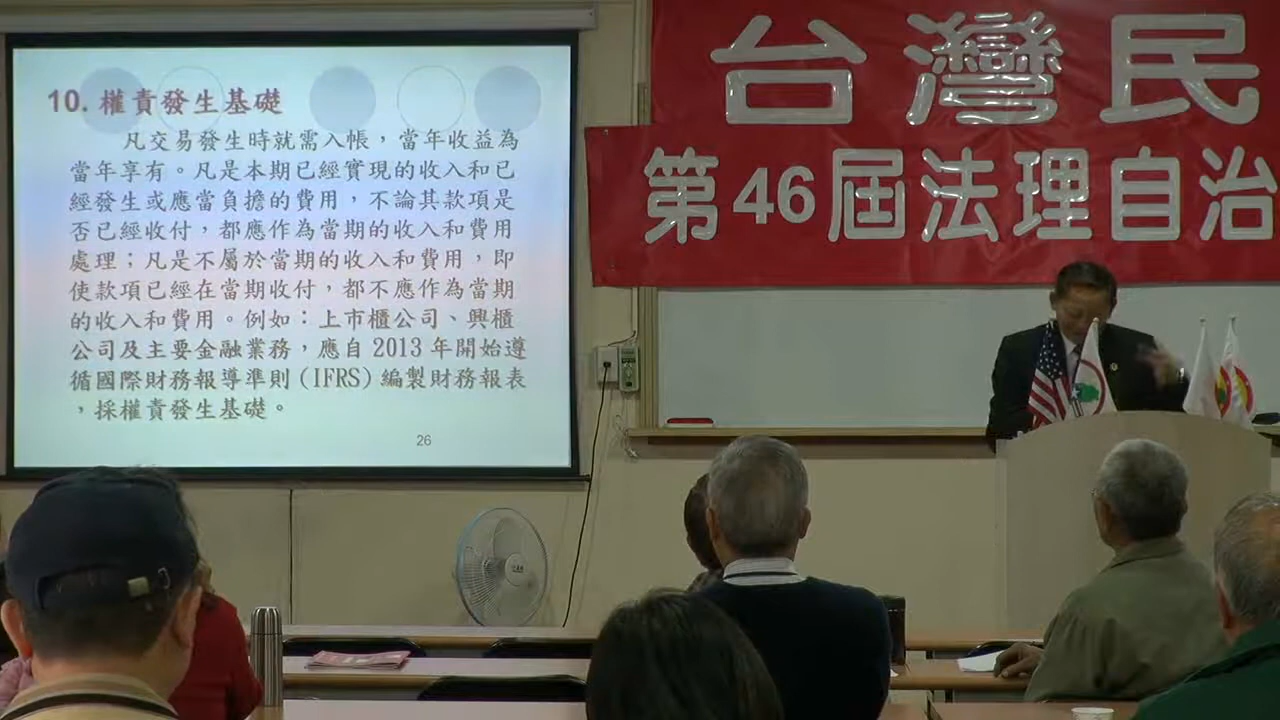 10. 權責發生基礎
凡交易發生時就需入帳，當年收益為
當年享有。凡是本期已經實現的收入和已
經發生或應當負擔的費用，不論其款項是
否已經收付，都應作為當期的收入和費用
處理；凡是不屬於當期的收入和費用，即
使款項已經在當期收付，都不應作為當期
的收入和費用。例如：上市櫃公司、興櫃
公司及主要金融業務，應自 2013 年開始遵
循國際財務報導準則(IFRS)編製財務報表
，採權責發生基礎。
26
台灣民
第46屆法理自治